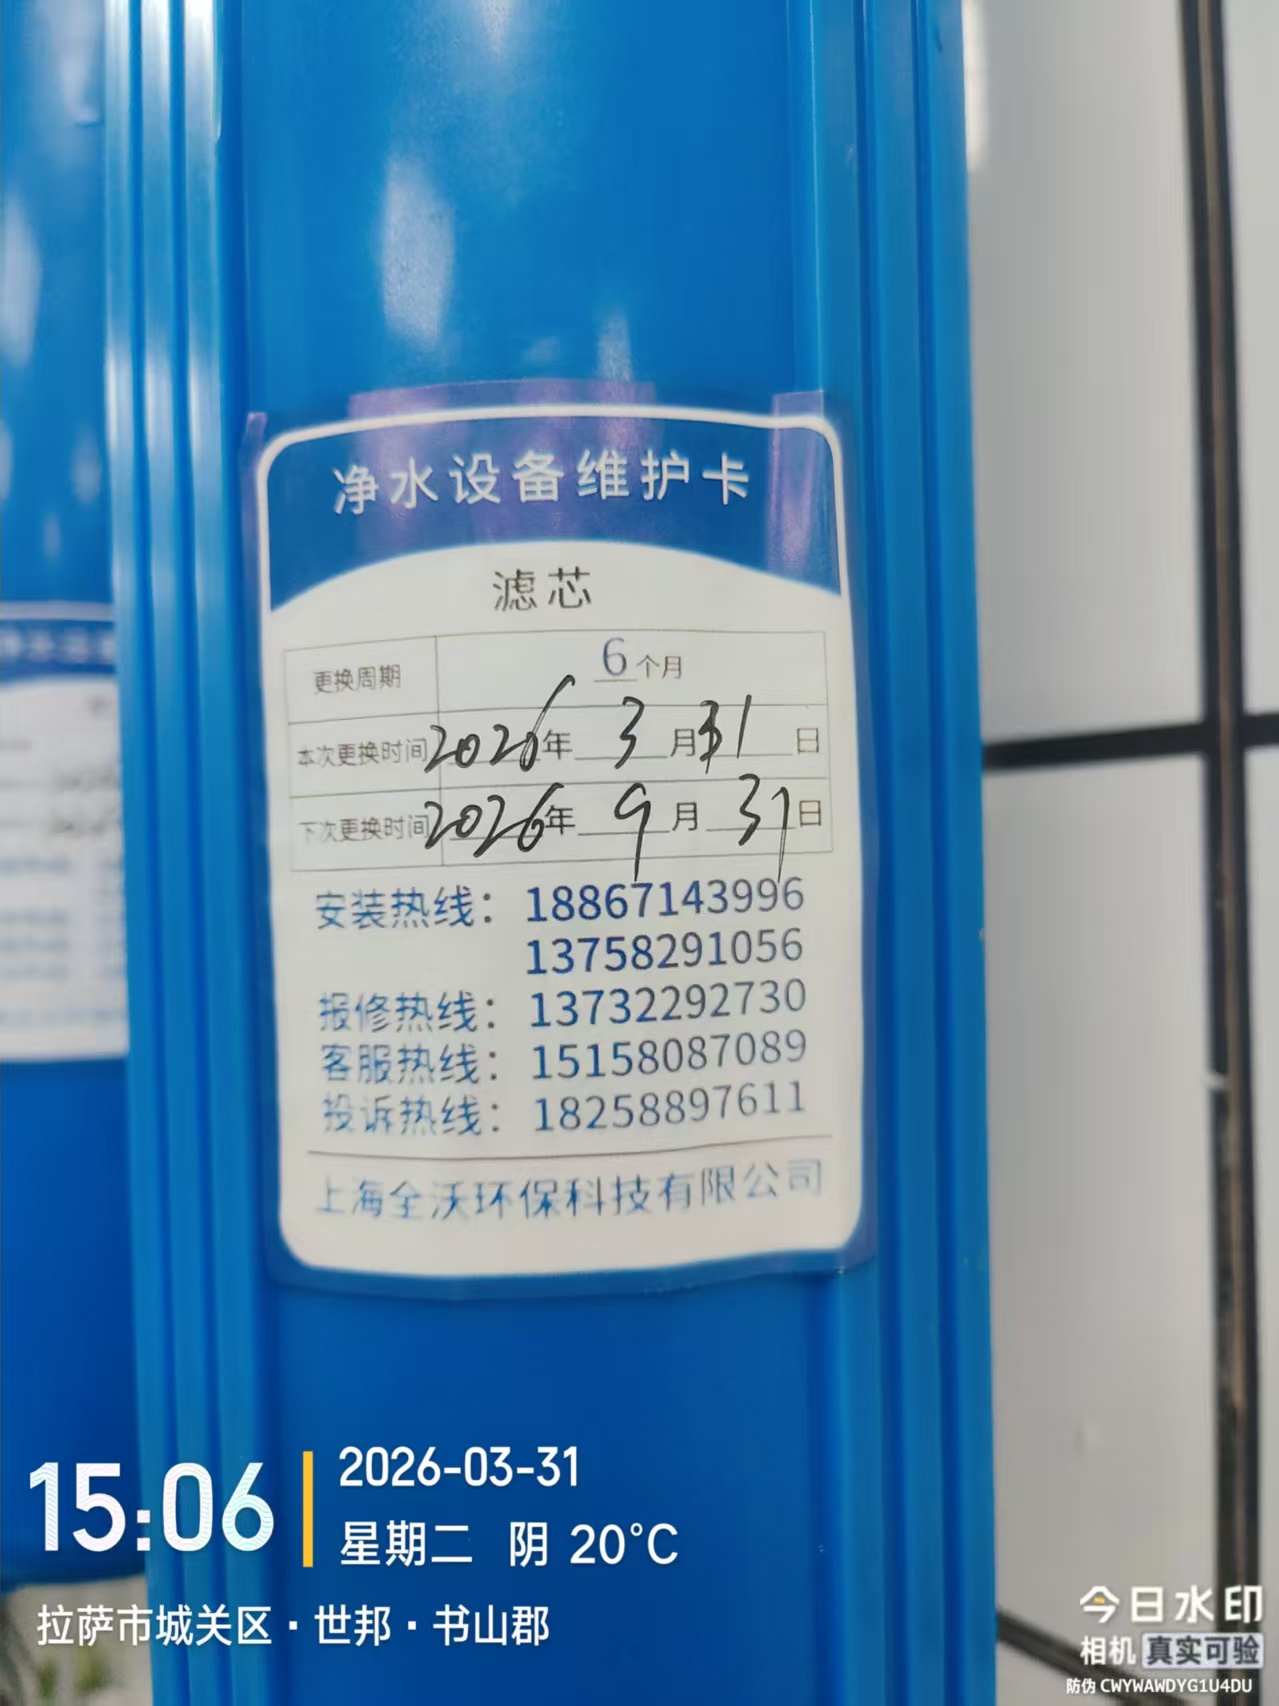 净水设备维护卡
滤芯
更换周期 6个月
本次更换时间 2026年3月31日
下次更换时间 2026年9月31日
安装热线：18867143996
13758291056
报修热线：13732292730
客服热线：15158087089
投诉热线：18258897611
上海全沃环保科技有限公司
15:06
2026-03-31
星期二 阴 20°C
拉萨市城关区·世邦·书山郡
今日水印
相机 真实可验
防伪 CWYWAWDYG1U4DU